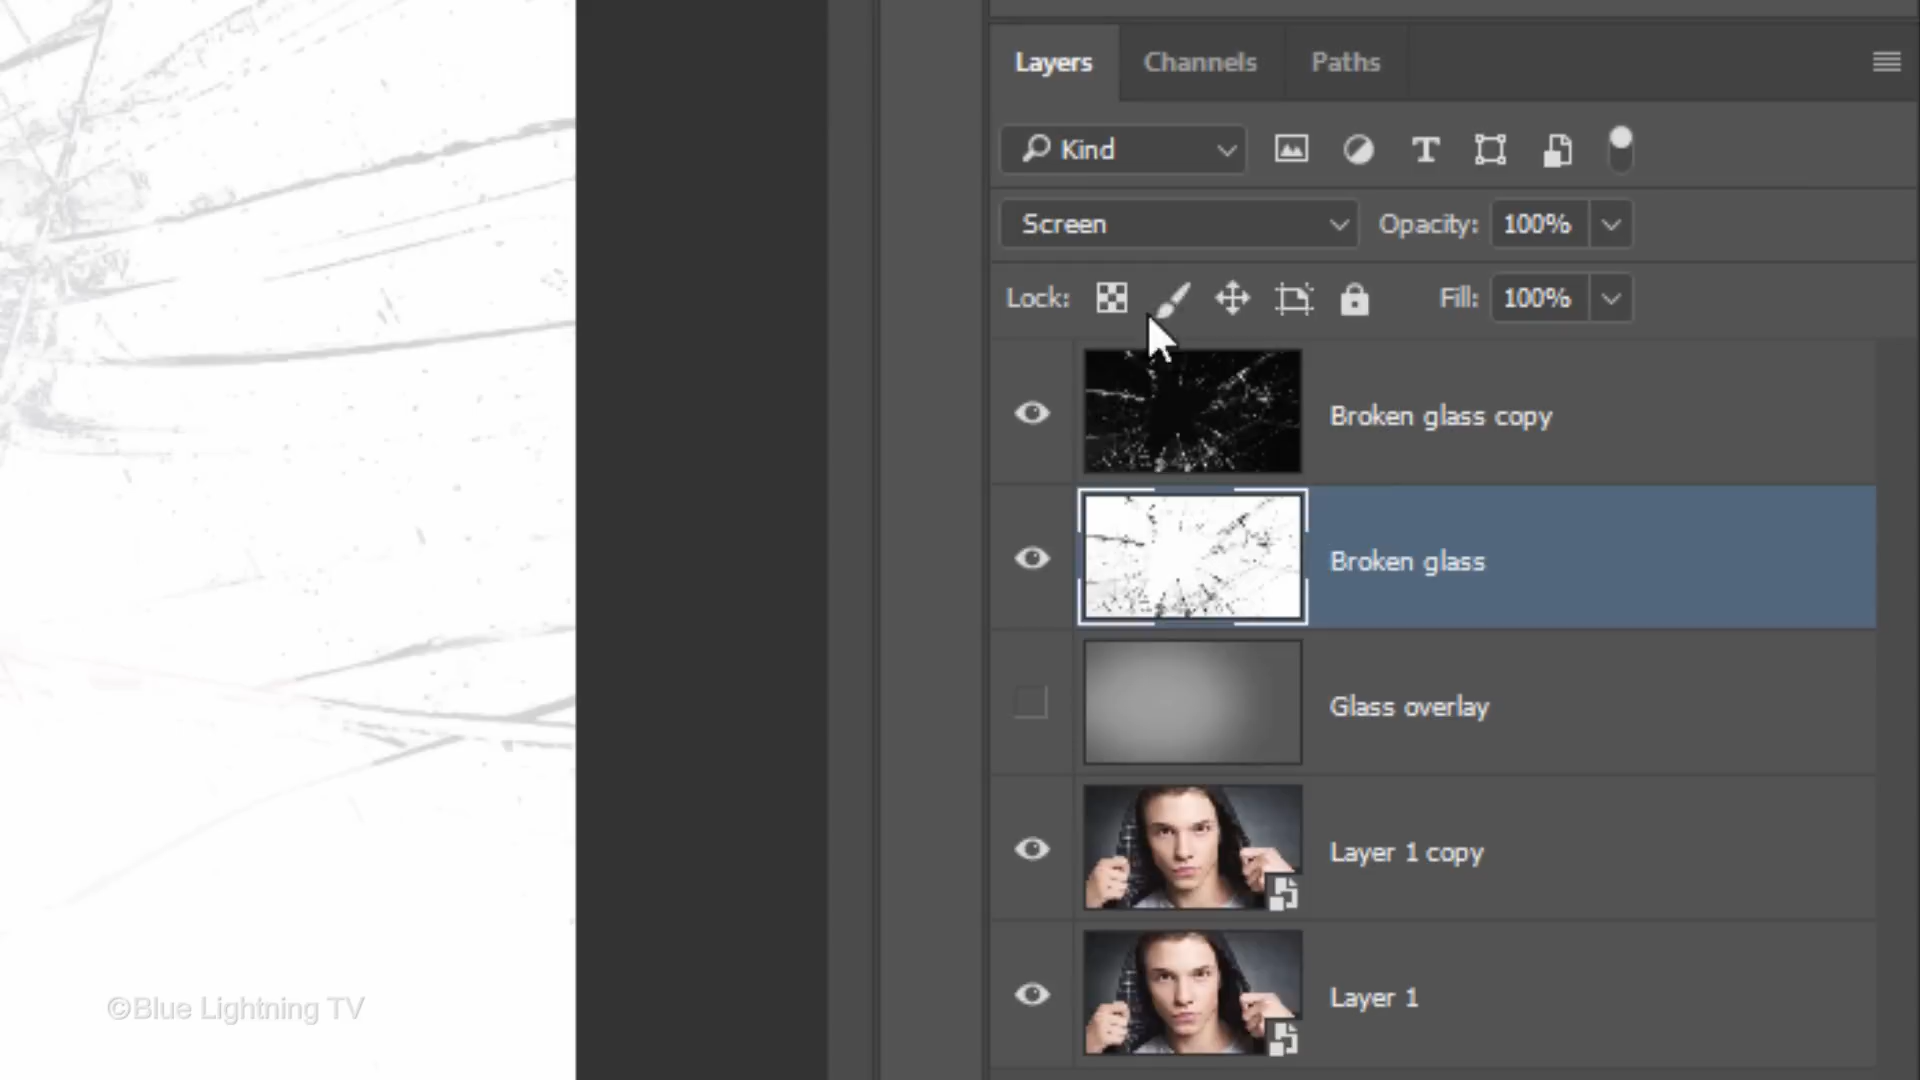 Layers Channels Paths
Kind
Screen Opacity: 100%
Lock: Fill: 100%
Broken glass copy
Broken glass
Glass overlay
Layer 1 copy
Layer 1
©Blue Lightning TV